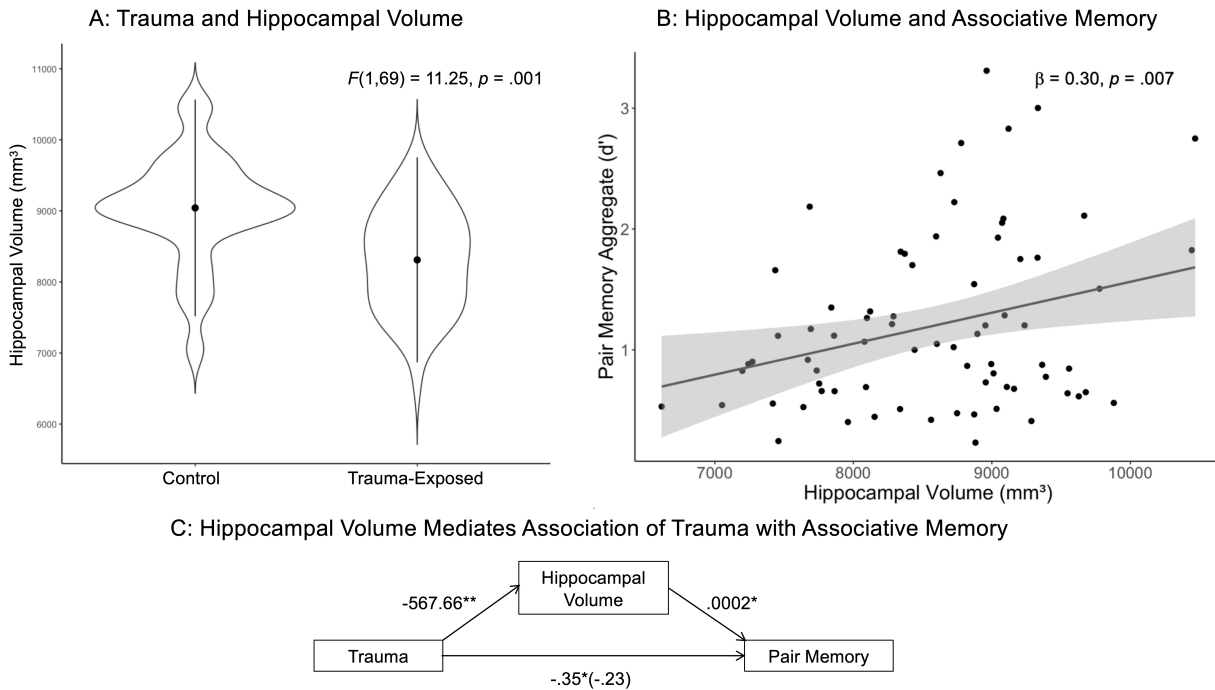 A: Trauma and Hippocampal Volume
F(1,69) = 11.25, p = .001
Hippocampal Volume (mm³)
11000
10000
9000
8000
7000
6000
Control
Trauma-Exposed
B: Hippocampal Volume and Associative Memory
β = 0.30, p = .007
Pair Memory Aggregate (d')
3
2
1
7000
8000
9000
10000
Hippocampal Volume (mm³)
C: Hippocampal Volume Mediates Association of Trauma with Associative Memory
Hippocampal
Volume
-567.66**
.0002*
Trauma
Pair Memory
-.35*(-.23)